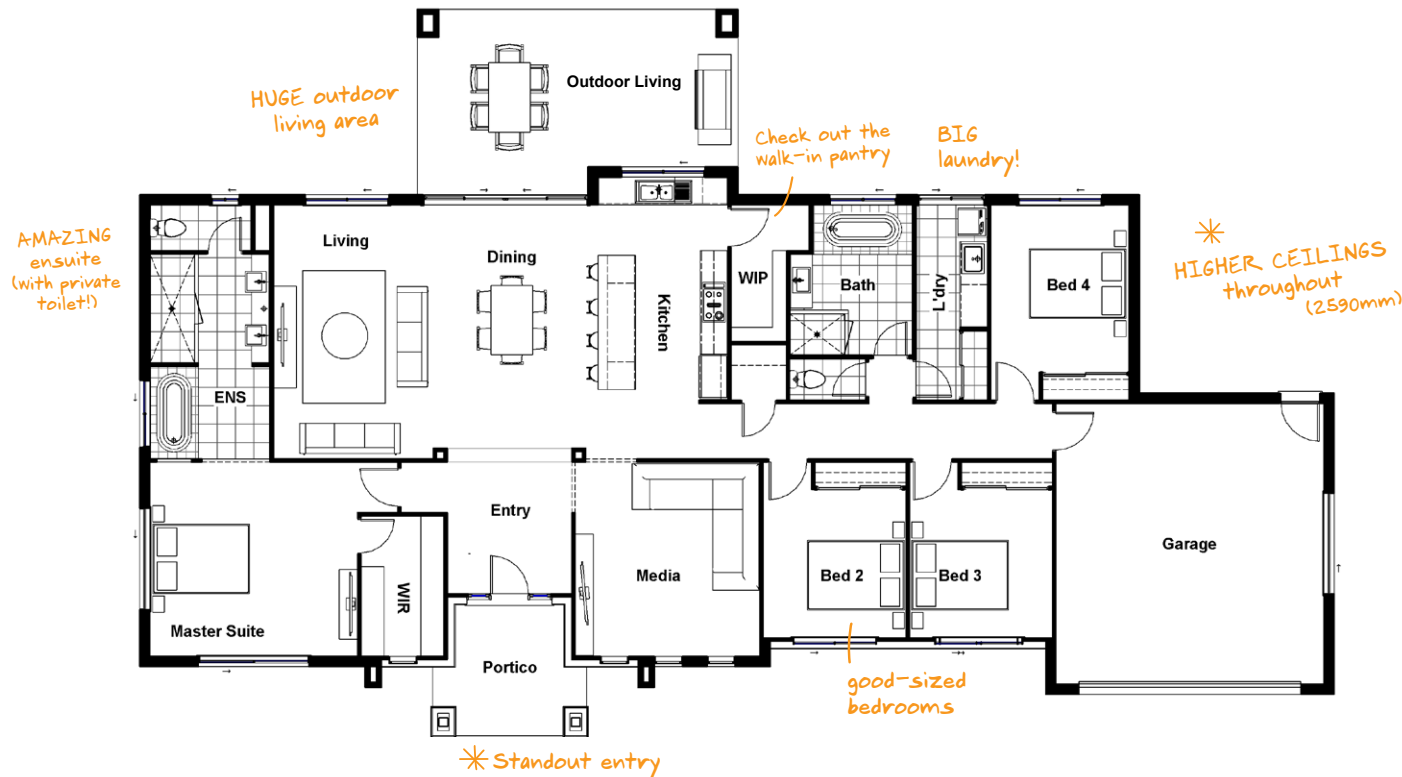 Outdoor Living
HUGE outdoor
living area
Check out the
walk-in pantry
BIG
laundry!
AMAZING
ensuite
(with private
toilet!)
Living
Dining
Kitchen
WIP
Bath
L'dry
Bed 4
HIGHER CEILINGS
throughout
(2590mm)
ENS
Entry
Master Suite
WIR
Media
Bed 2
Bed 3
Garage
Portico
good-sized
bedrooms
Standout entry